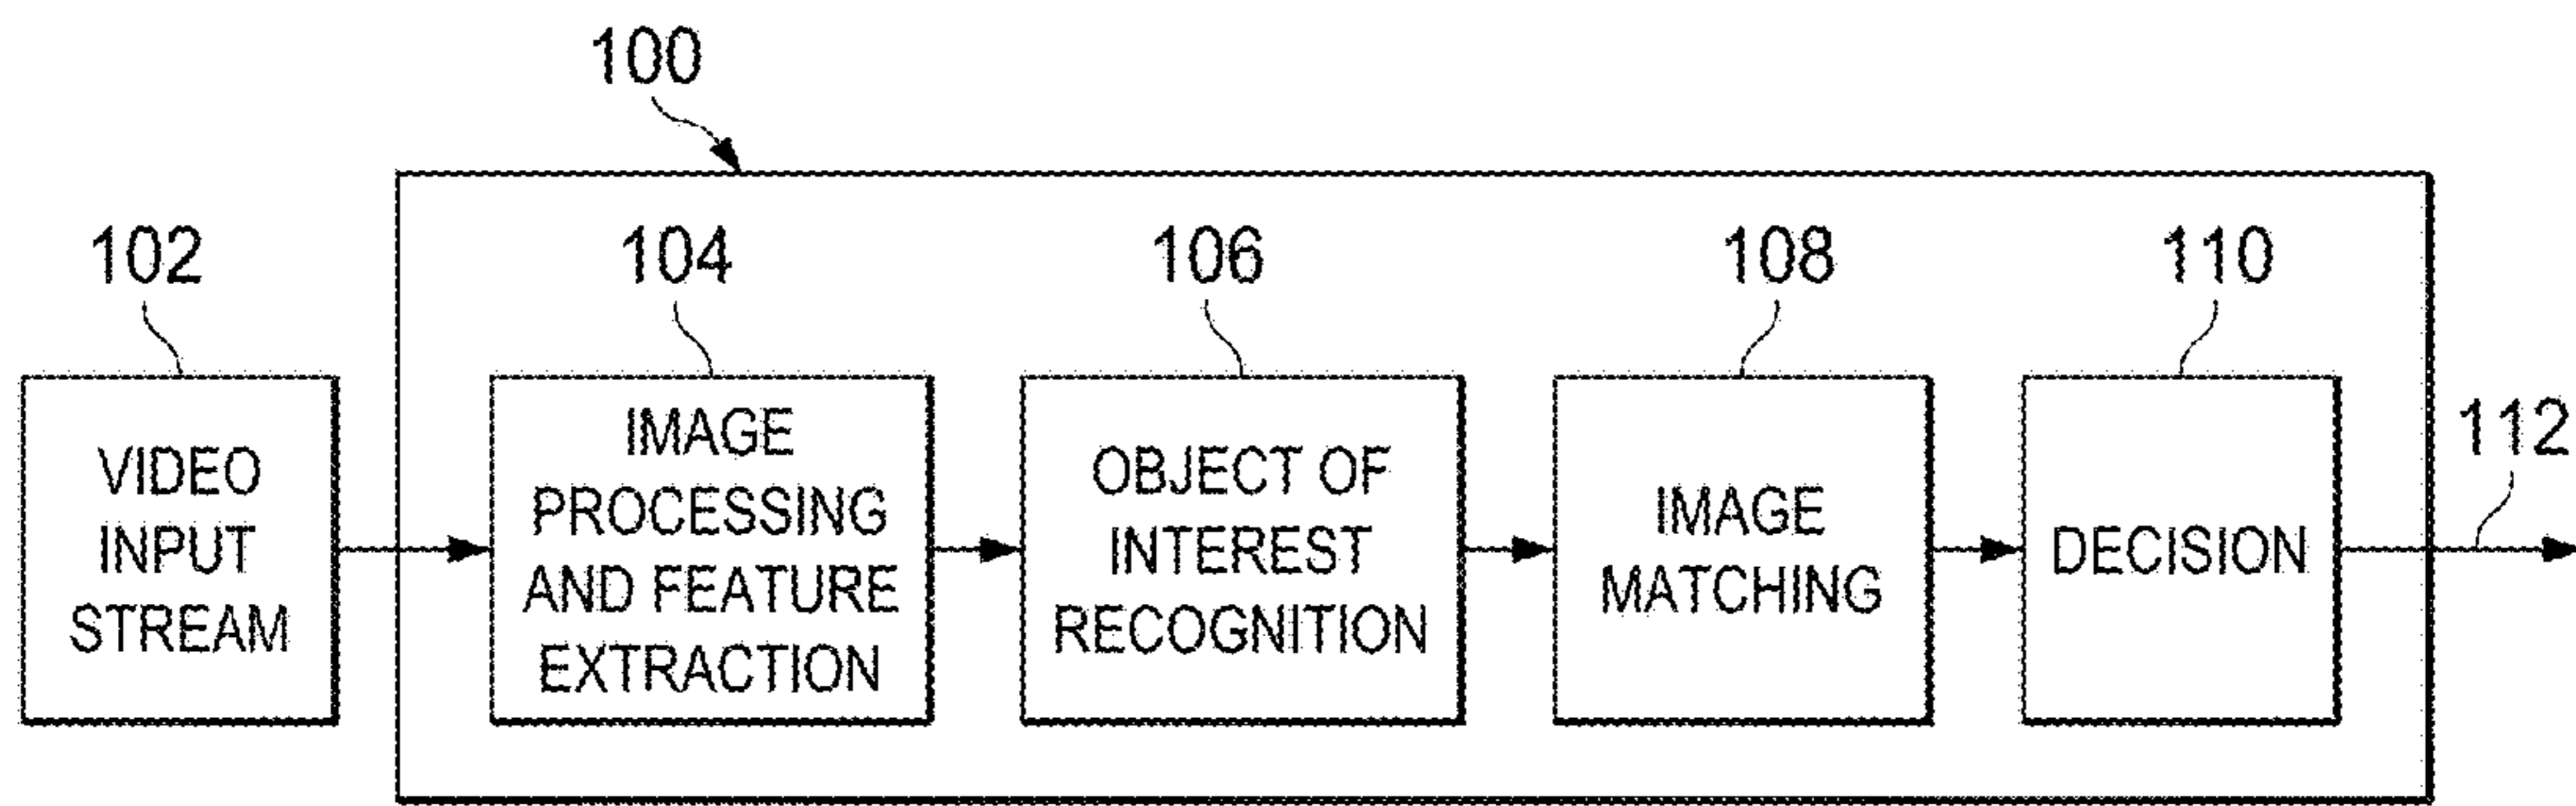 100
102
104
106
108
110
112
VIDEO
INPUT
STREAM
IMAGE
PROCESSING
AND FEATURE
EXTRACTION
OBJECT OF
INTEREST
RECOGNITION
IMAGE
MATCHING
DECISION